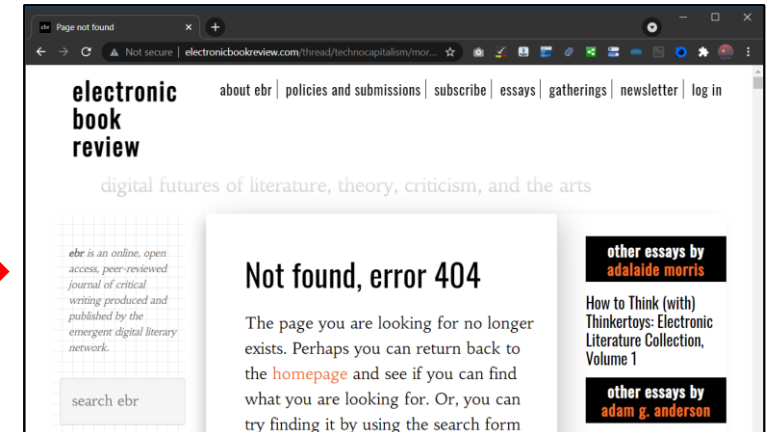 ebr Page not found × +
Not secure | electronicbookreview.com/thread/technocapitalism/mor...
electronic
book
review
about ebr | policies and submissions | subscribe | essays | gatherings | newsletter | log in
digital futures of literature, theory, criticism, and the arts
ebr is an online, open
access, peer-reviewed
journal of critical
writing produced and
published by the
emergent digital literary
network.
search ebr
Not found, error 404
The page you are looking for no longer
exists. Perhaps you can return back to
the homepage and see if you can find
what you are looking for. Or, you can
try finding it by using the search form
other essays by
adalaide morris
How to Think (with)
Thinkertoys: Electronic
Literature Collection,
Volume 1
other essays by
adam g. anderson